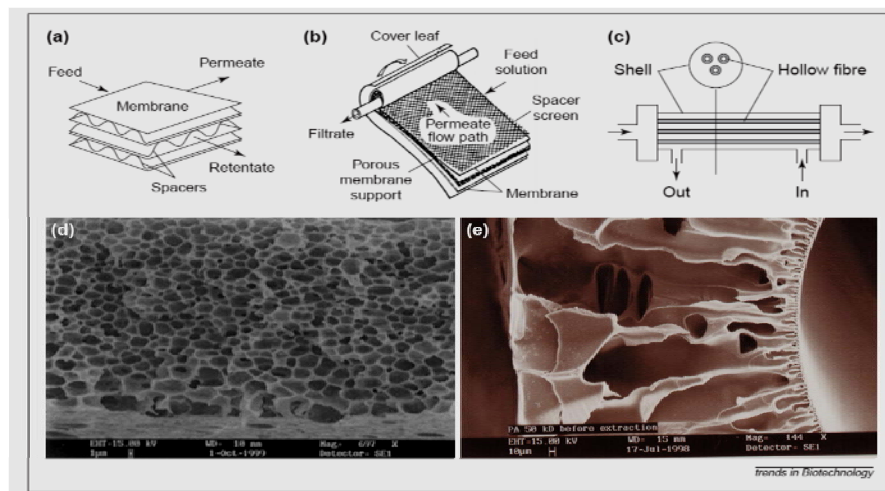 (a)
Feed
Permeate
Membrane
Retentate
Spacers
(b)
Cover leaf
Feed
solution
Spacer
screen
Filtrate
Permeate
flow path
Porous
membrane
support
Membrane
(c)
Shell
Hollow fibre
Out
In
(d)
EHT=15.00 kV WD= 10 mm Mag= 677 X
1µm 1-Oct-1999 Detector= SE1
(e)
PA 50 kD before extraction
EHT=15.00 kV WD= 15 mm Mag= 144 X
10µm 17-Jul-1998 Detector= SE1
trends in Biotechnology